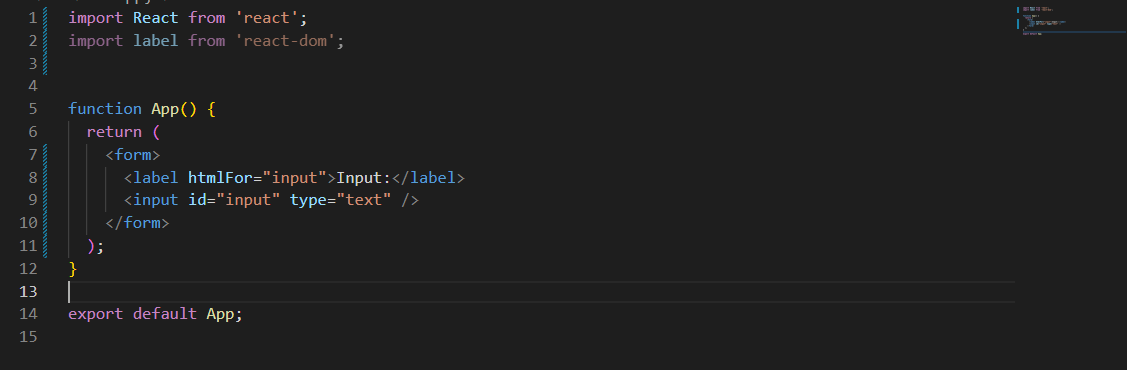 1 import React from 'react';
2 import label from 'react-dom';
3
4
5 function App() {
6   return (
7     <form>
8       <label htmlFor="input">Input:</label>
9       <input id="input" type="text" />
10     </form>
11   );
12 }
13
14 export default App;
15